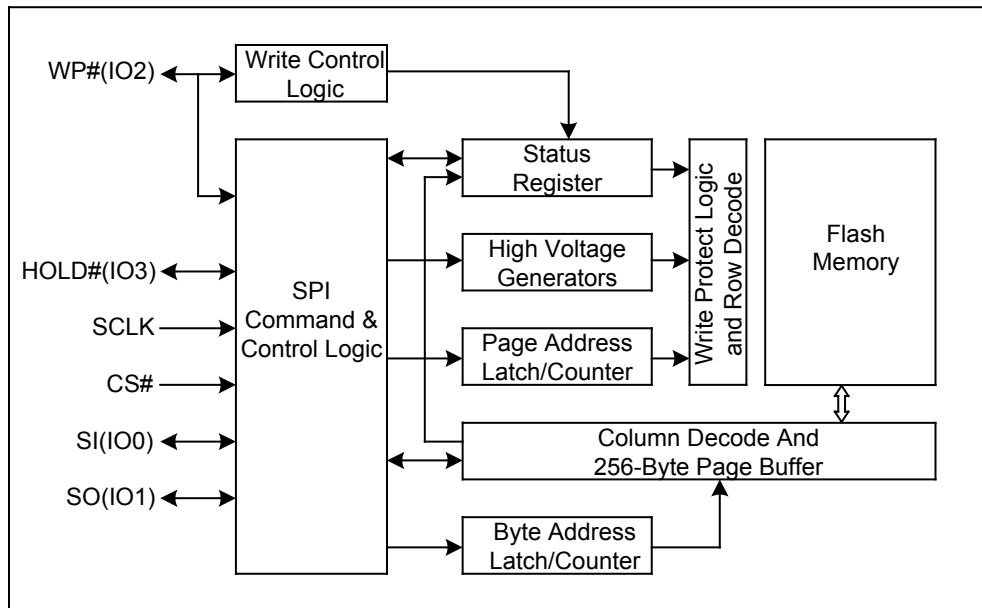 WP#(IO2)
Write Control
Logic
Status
Register
HOLD#(IO3)
SCLK
CS#
SI(IO0)
SO(IO1)
SPI
Command &
Control Logic
High Voltage
Generators
Page Address
Latch/Counter
Write Protect Logic
and Row Decode
Flash
Memory
Column Decode And
256-Byte Page Buffer
Byte Address
Latch/Counter